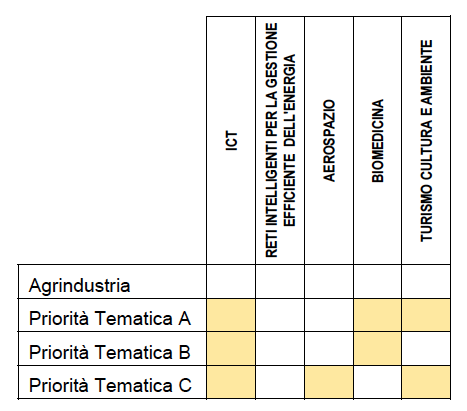 ICT
RETI INTELLIGENTI PER LA GESTIONE
EFFICIENTE DELL'ENERGIA
AEROSPAZIO
BIOMEDICINA
TURISMO CULTURA E AMBIENTE
Agrindustria
Priorità Tematica A
Priorità Tematica B
Priorità Tematica C